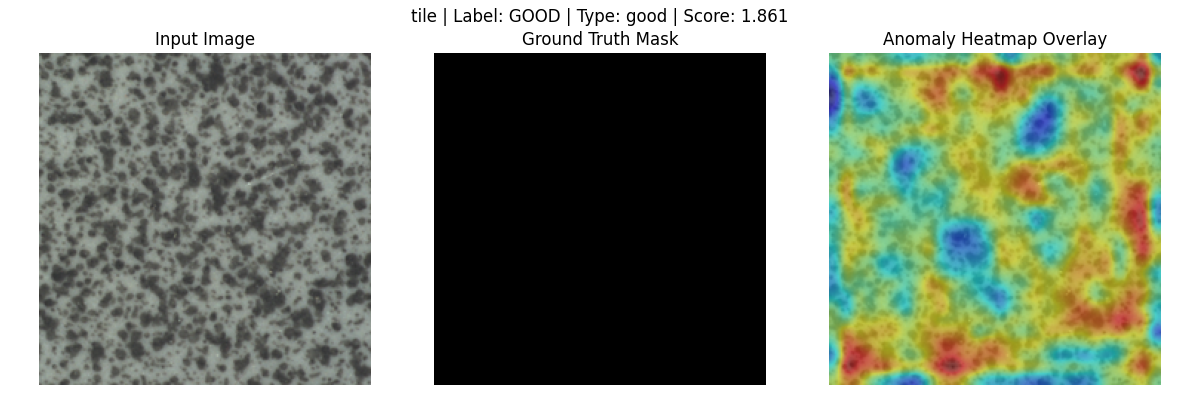 tile | Label: GOOD | Type: good | Score: 1.861
Input Image
Ground Truth Mask
Anomaly Heatmap Overlay